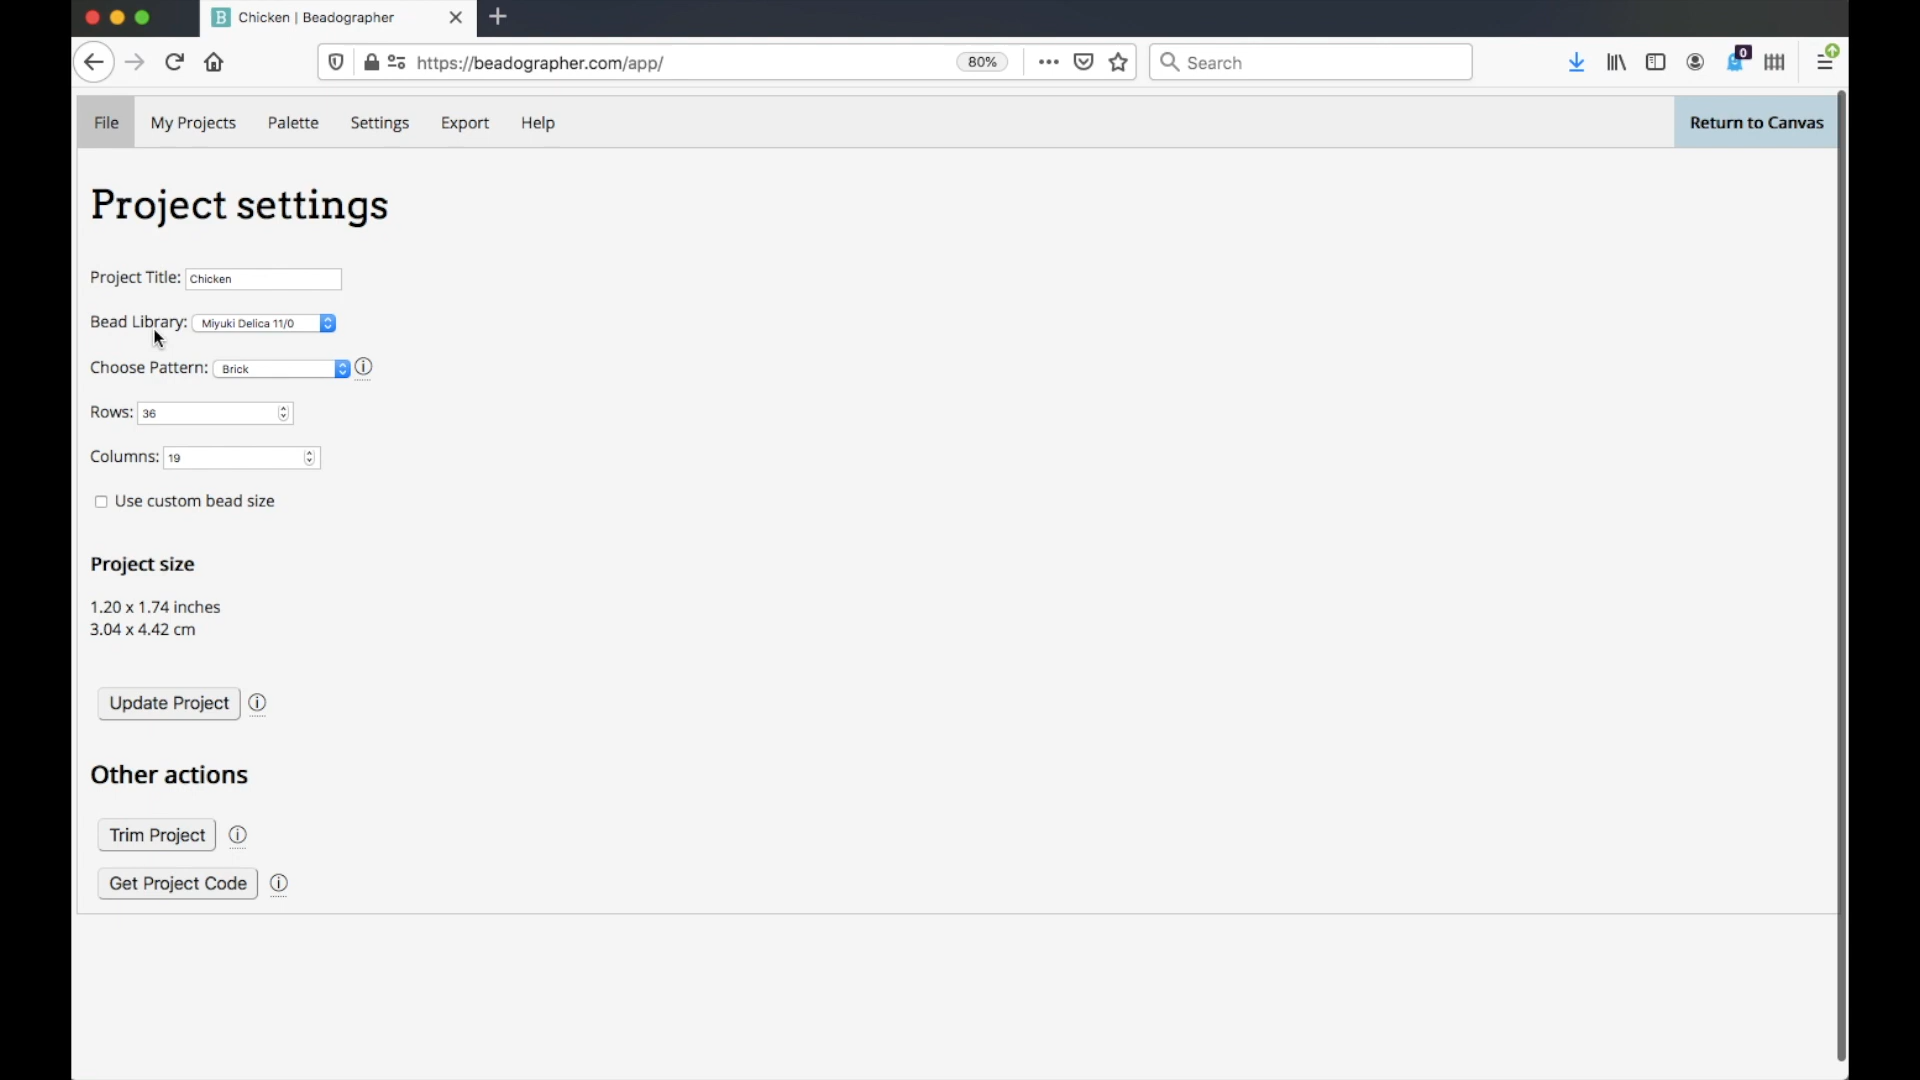 B Chicken | Beadographer
https://beadographer.com/app/
80%
Search
0
File My Projects Palette Settings Export Help Return to Canvas
Project settings
Project Title: Chicken
Bead Library: Miyuki Delica 11/0
Choose Pattern: Brick
Rows: 36
Columns: 19
Use custom bead size
Project size
1.20 x 1.74 inches
3.04 x 4.42 cm
Update Project
Other actions
Trim Project
Get Project Code